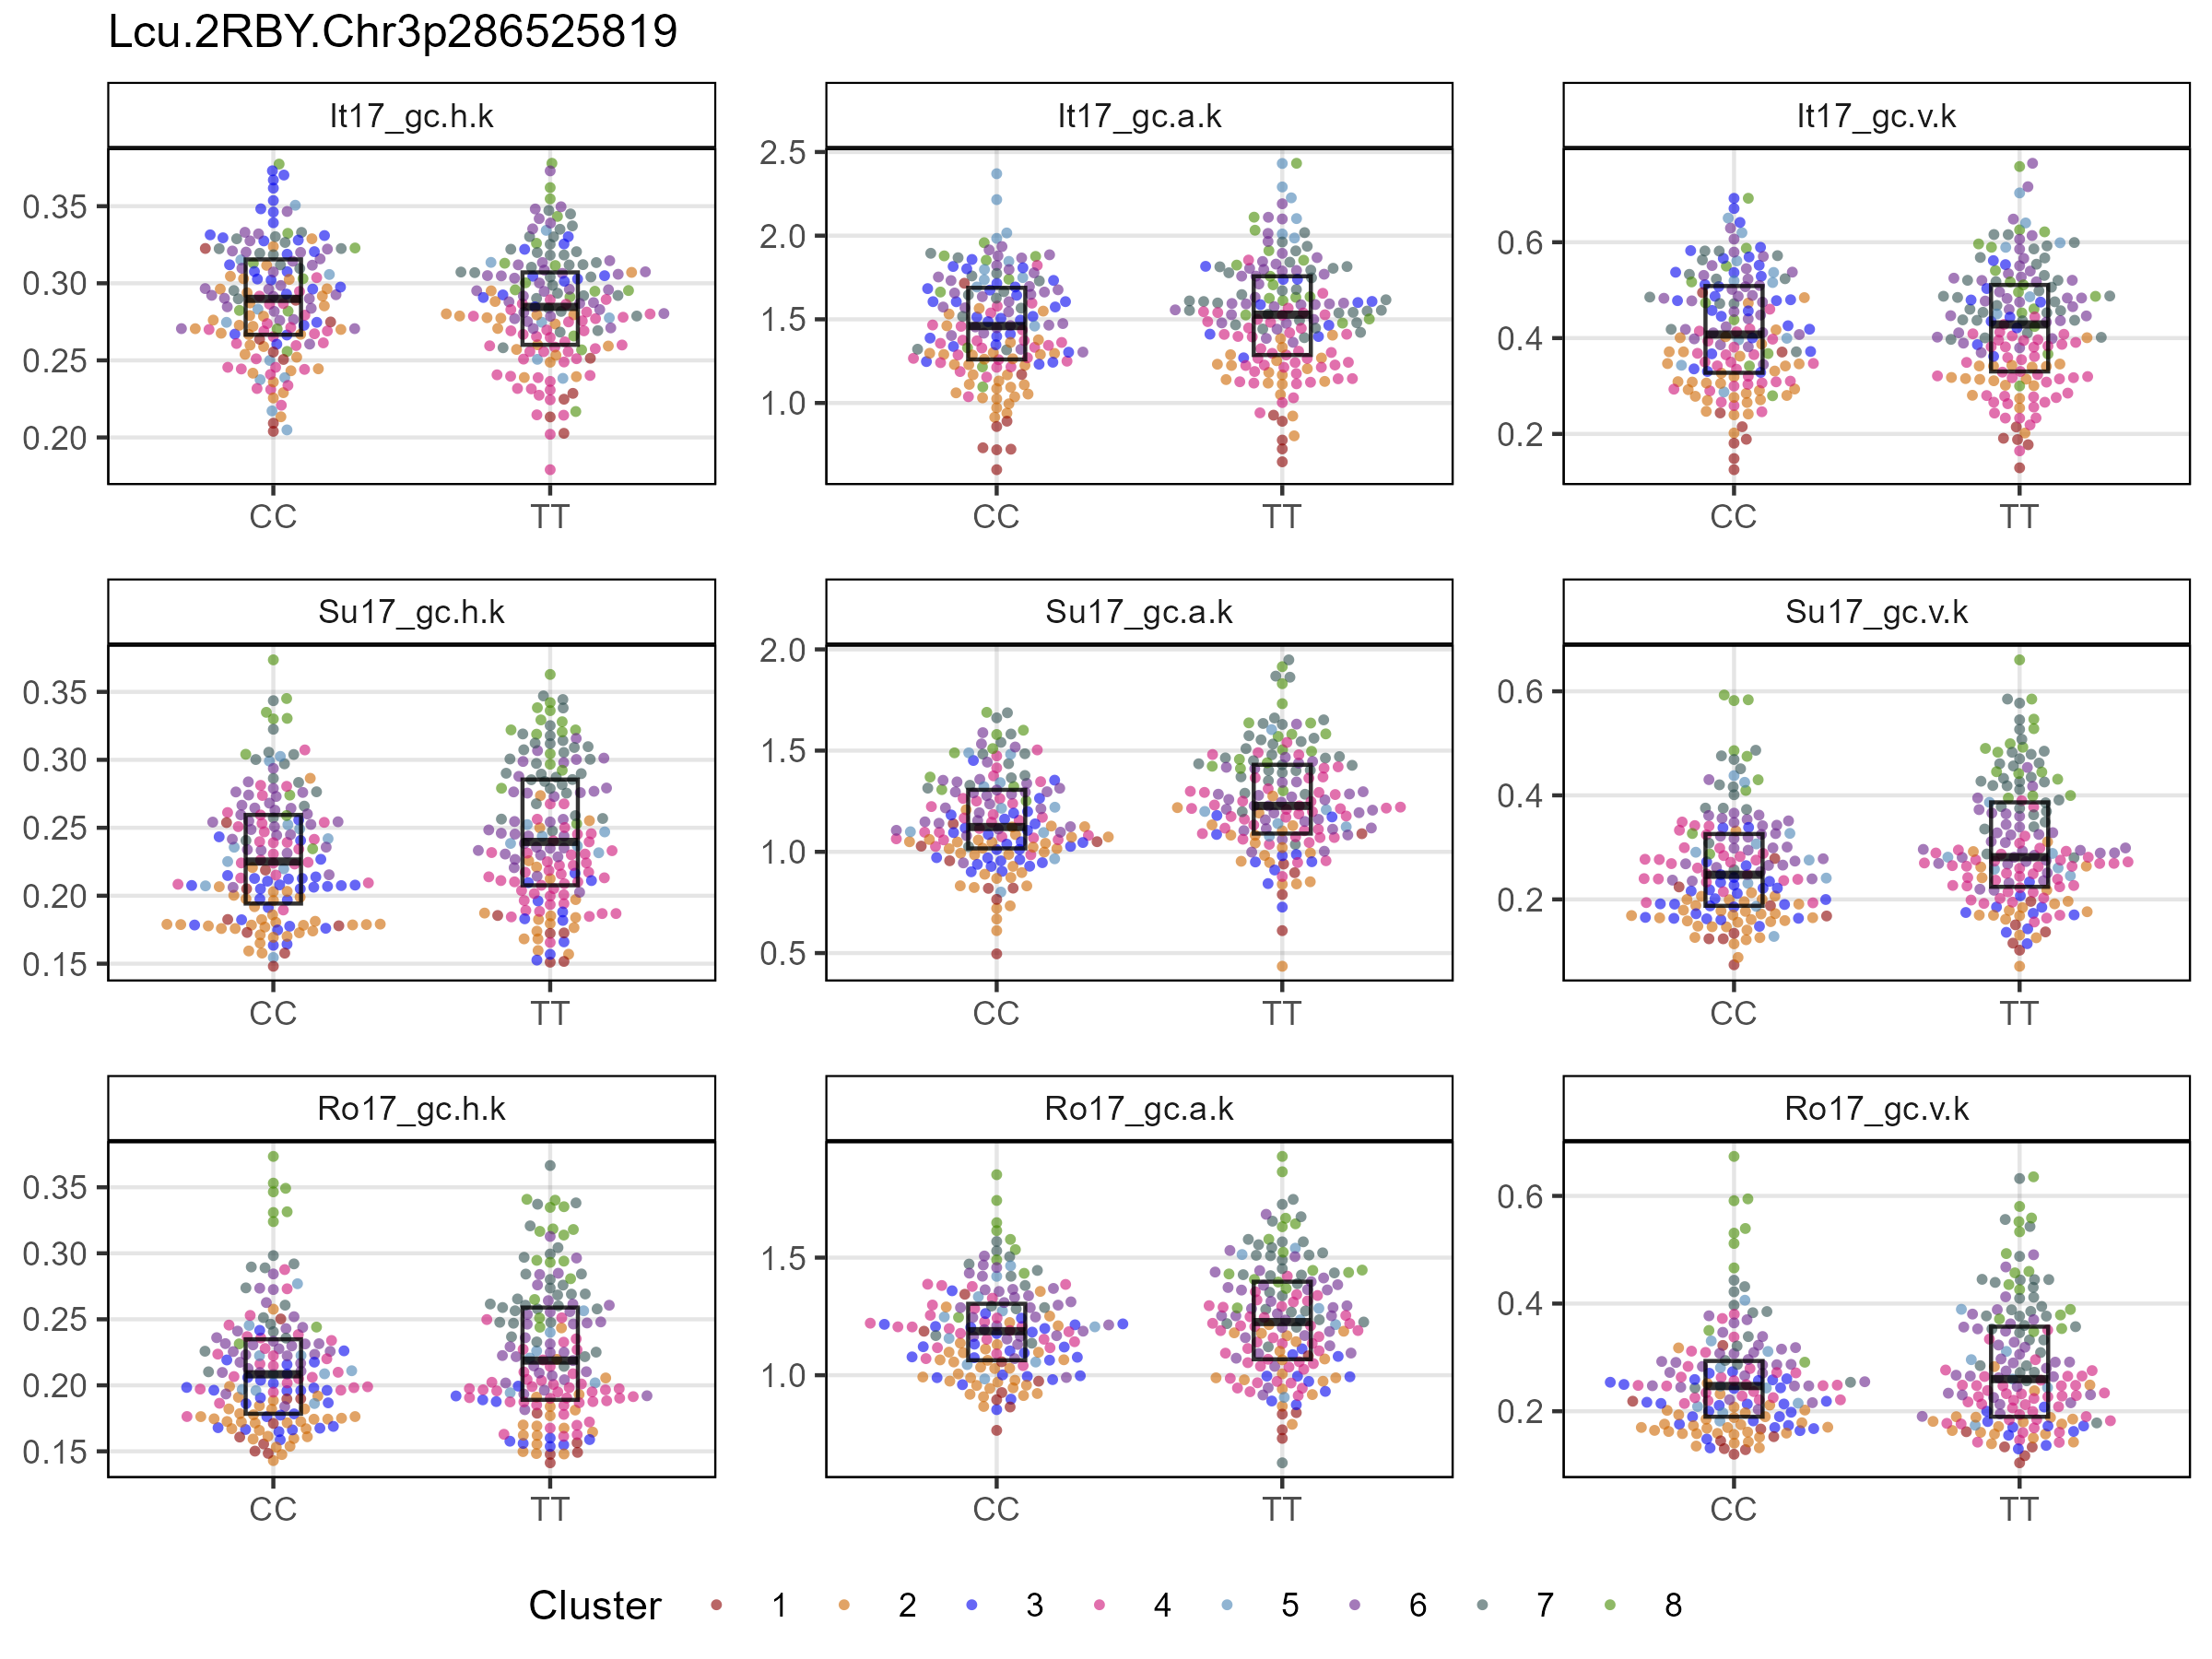 Lcu.2RBY.Chr3p286525819
It17_gc.h.k
It17_gc.a.k
It17_gc.v.k
0.35
0.30
0.25
0.20
CC
TT
2.5
2.0
1.5
1.0
CC
TT
0.6
0.4
0.2
CC
TT
Su17_gc.h.k
Su17_gc.a.k
Su17_gc.v.k
0.35
0.30
0.25
0.20
0.15
CC
TT
2.0
1.5
1.0
0.5
CC
TT
0.6
0.4
0.2
CC
TT
Ro17_gc.h.k
Ro17_gc.a.k
Ro17_gc.v.k
0.35
0.30
0.25
0.20
0.15
CC
TT
1.5
1.0
CC
TT
0.6
0.4
0.2
CC
TT
Cluster 1 2 3 4 5 6 7 8